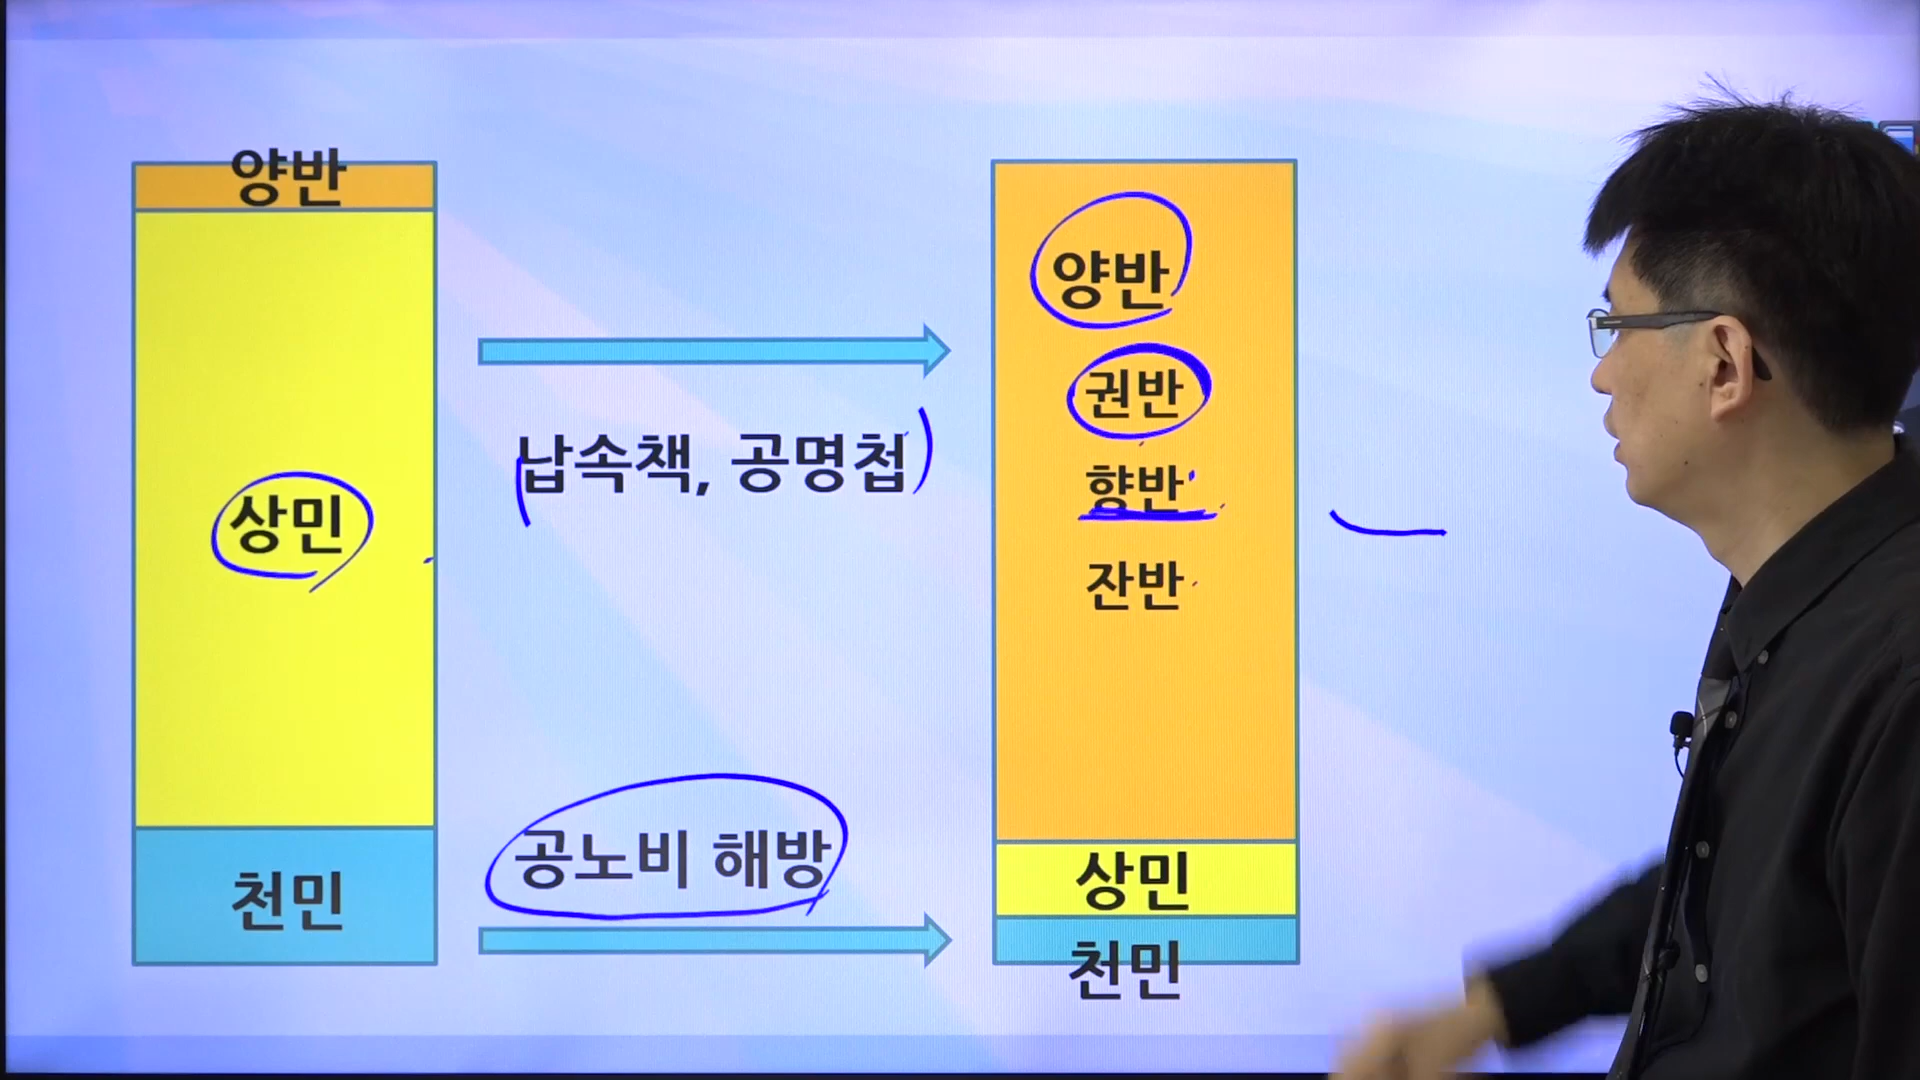 양반
상민
천민
납속책, 공명첩
공노비 해방
양반
권반
향반
잔반
상민
천민